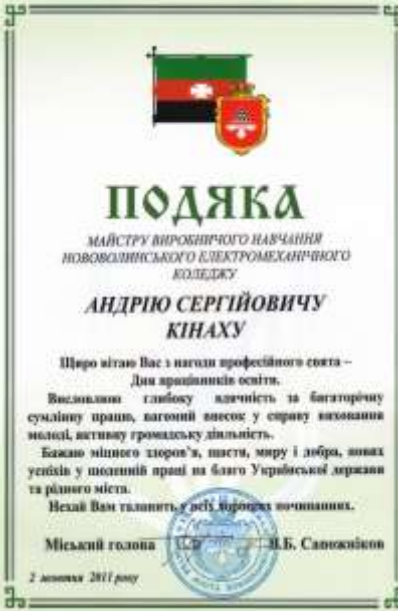 ПОДЯКА
МАЙСТРУ ВИРОБНИЧОГО НАВЧАННЯ
НОВОВОЛИНСЬКОГО ЕЛЕКТРОМЕХАНІЧНОГО
КОЛЕДЖУ
АНДРІЮ СЕРГІЙОВИЧУ
КІНАХУ
Щиро вітаю Вас з нагоди професійного свята –
Дня працівників освіти.
Висловлюю глибоку вдячність за багаторічну
сумлінну працю, вагомий внесок у справу виховання
молоді, активну громадську діяльність.
Бажаю міцного здоров'я, щастя, миру і добра, нових
успіхів у щоденній праці на благо Української держави
та рідного міста.
Нехай Вам таланить у всіх хороших починаннях.
Міський голова В.Б. Сапожніков
2 жовтня 2011 року